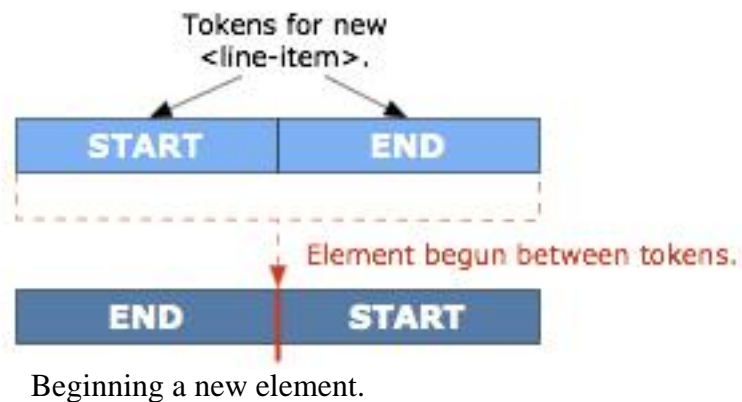 Tokens for new
<line-item>.
START END
Element begun between tokens.
END START
Beginning a new element.